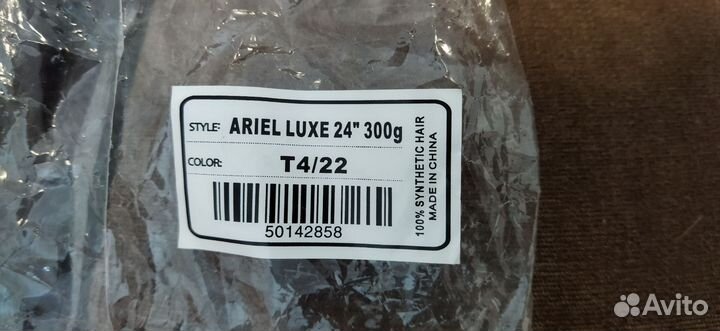 STYLE: ARIEL LUXE 24" 300g
COLOR: T4/22
50142858
100% SYNTHETIC HAIR
MADE IN CHINA
Avito